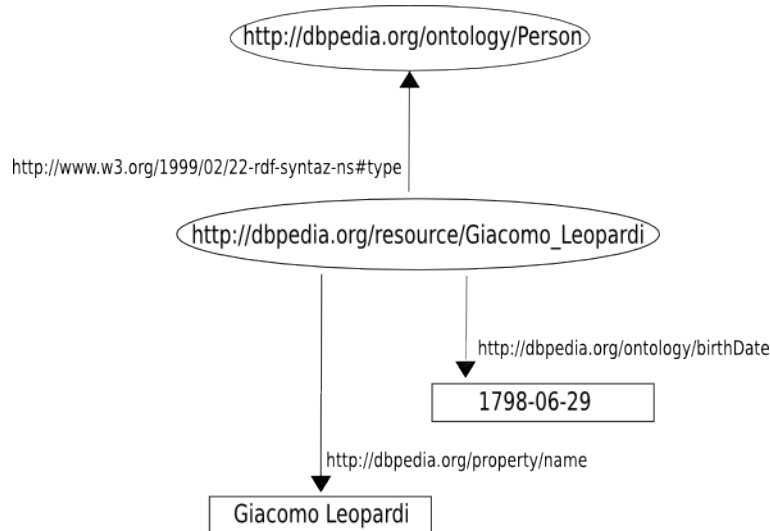 http://dbpedia.org/ontology/Person
http://www.w3.org/1999/02/22-rdf-syntaz-ns#type
http://dbpedia.org/resource/Giacomo_Leopardi
http://dbpedia.org/ontology/birthDate
1798-06-29
http://dbpedia.org/property/name
Giacomo Leopardi